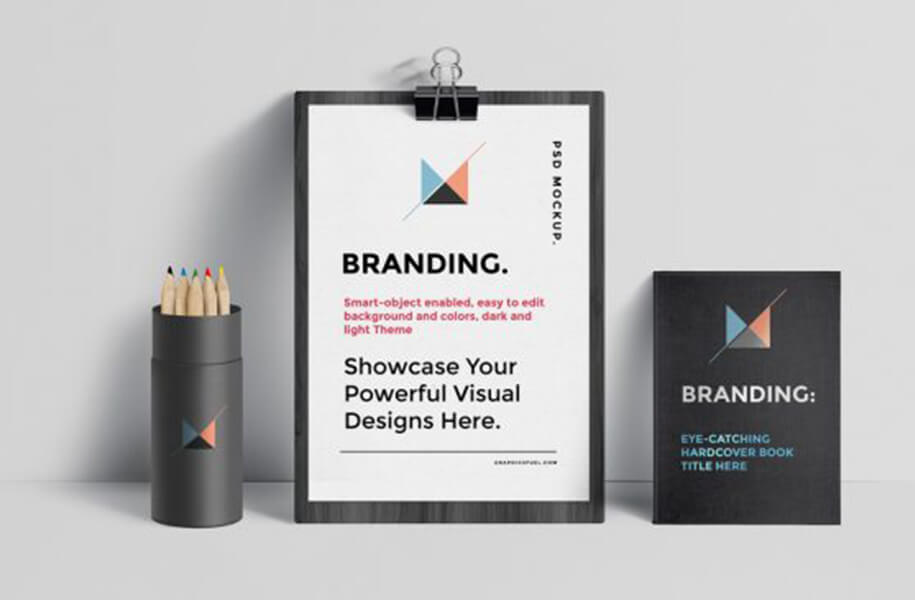 PSD MOCKUP.
BRANDING.
Smart-object enabled, easy to edit
background and colors, dark and
light Theme
Showcase Your
Powerful Visual
Designs Here.
GRAPHICSFUEL.COM
BRANDING:
EYE-CATCHING
HARDCOVER BOOK
TITLE HERE